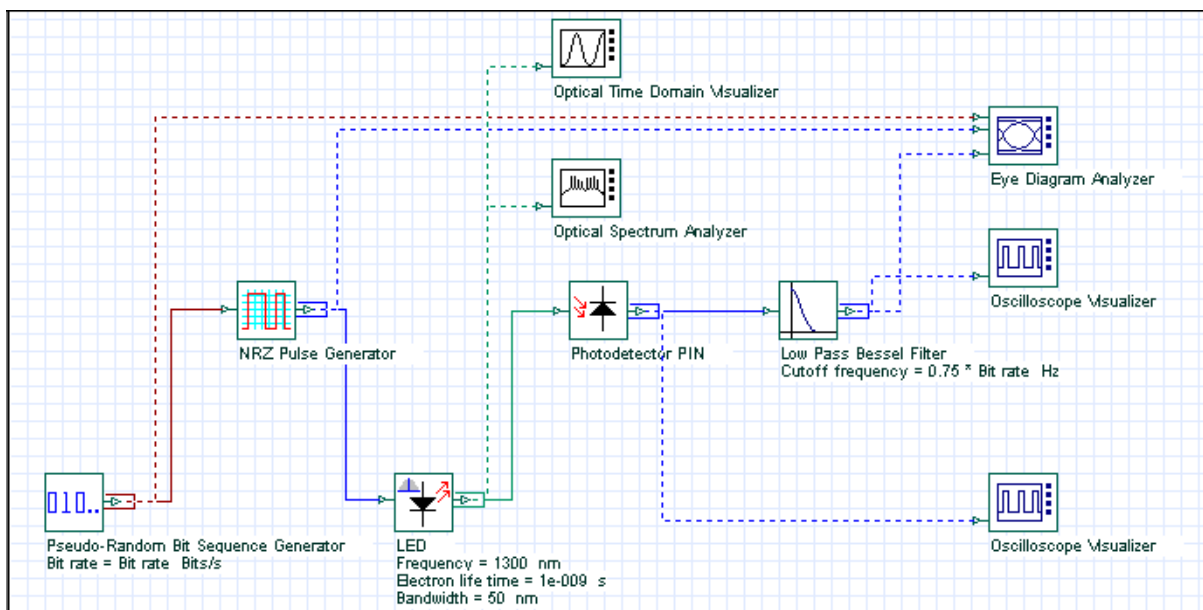 Optical Time Domain Visualizer
Eye Diagram Analyzer
Optical Spectrum Analyzer
Oscilloscope Visualizer
NRZ Pulse Generator
Photodetector PIN
Low Pass Bessel Filter
Cutoff frequency = 0.75 * Bit rate Hz
010..
Pseudo-Random Bit Sequence Generator
Bit rate = Bit rate Bits/s
LED
Frequency = 1300 nm
Electron life time = 1e-009 s
Bandwidth = 50 nm
Oscilloscope Visualizer